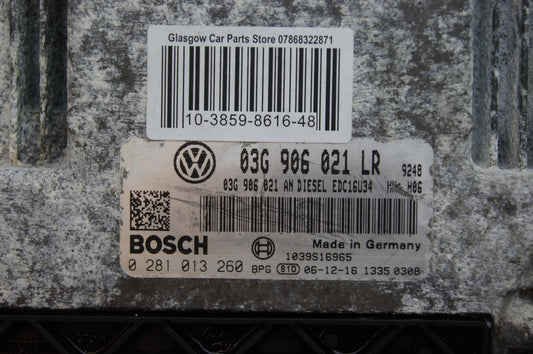 Glasgow Car Parts Store 07868322871
10-3859-8616-48
03G 906 021 LR 9248
03G 906 021 AN DIESEL EDC16U34 H06
BOSCH
Made in Germany
1039S16965
0 281 013 260 BPG 81D 06-12-16 1335 0308